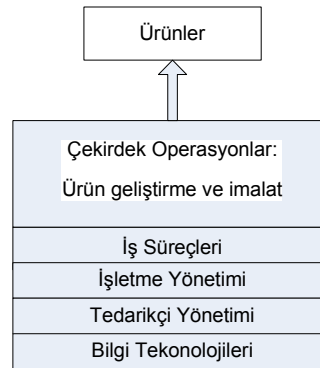 Ürünler
Çekirdek Operasyonlar:
Ürün geliştirme ve imalat
İş Süreçleri
İşletme Yönetimi
Tedarikçi Yönetimi
Bilgi Tekonolojileri